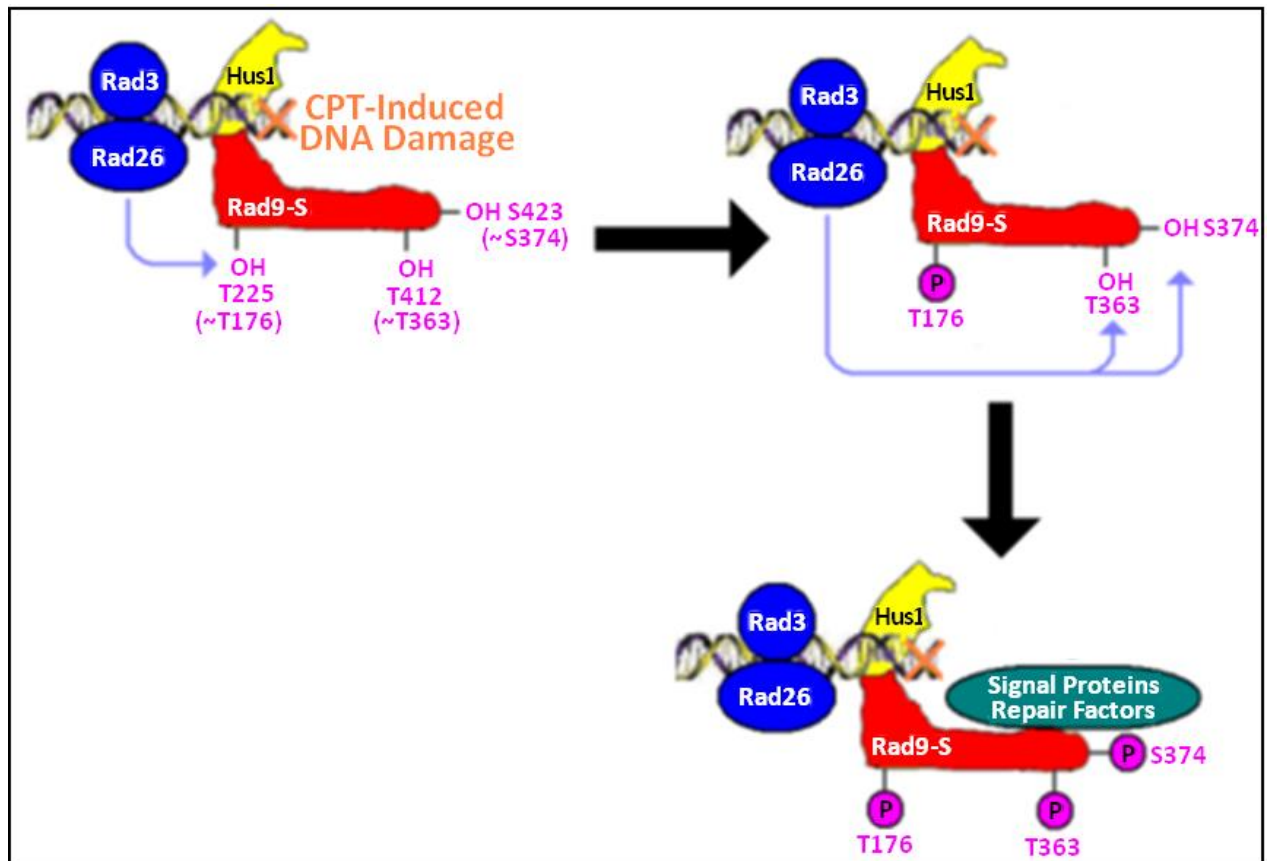 Rad3
Hus1
CPT-Induced
DNA Damage
Rad26
Rad9-S
OH S423
(~S374)
OH
T225
(~T176)
OH
T412
(~T363)
Rad3
Hus1
Rad26
Rad9-S
OH S374
P
T176
OH
T363
Rad3
Hus1
Rad26
Signal Proteins
Repair Factors
Rad9-S
P S374
P
T176
P
T363